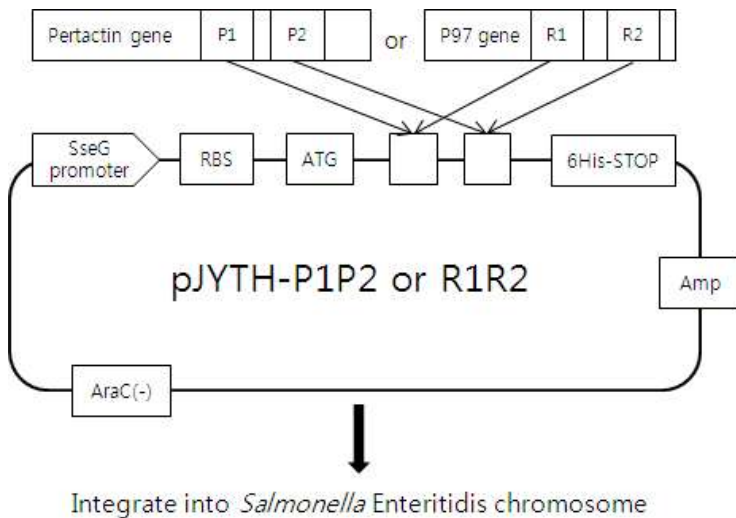 Pertactin gene P1 P2 or P97 gene R1 R2
SseG
promoter
RBS ATG 6His-STOP
pJYTH-P1P2 or R1R2
Amp
AraC(-)
Integrate into Salmonella Enteritidis chromosome